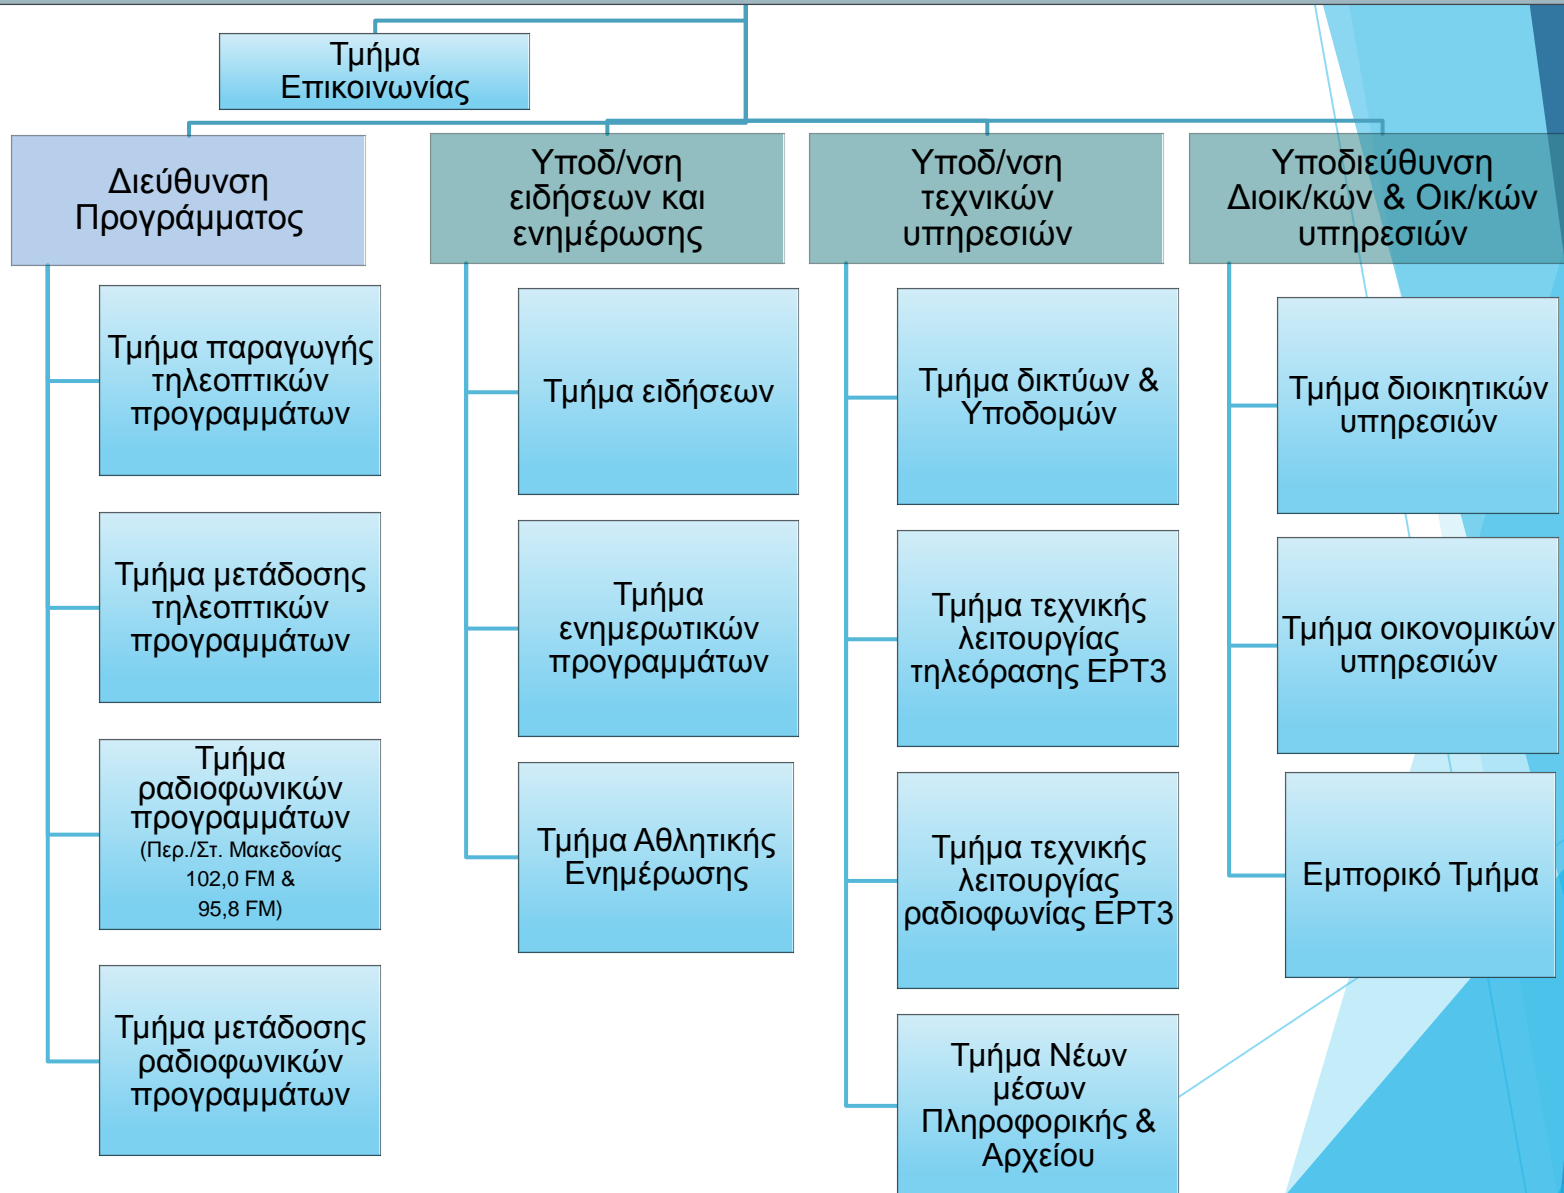 Τμήμα
Επικοινωνίας
Διεύθυνση
Προγράμματος
Υποδ/νση
ειδήσεων και
ενημέρωσης
Υποδ/νση
τεχνικών
υπηρεσιών
Υποδιεύθυνση
Διοικ/κών & Οικ/κών
υπηρεσιών
Τμήμα παραγωγής
τηλεοπτικών
προγραμμάτων
Τμήμα μετάδοσης
τηλεοπτικών
προγραμμάτων
Τμήμα
ραδιοφωνικών
προγραμμάτων
(Περ./Στ. Μακεδονίας
102,0 FM &
95,8 FM)
Τμήμα μετάδοσης
ραδιοφωνικών
προγραμμάτων
Τμήμα ειδήσεων
Τμήμα
ενημερωτικών
προγραμμάτων
Τμήμα Αθλητικής
Ενημέρωσης
Τμήμα δικτύων &
Υποδομών
Τμήμα τεχνικής
λειτουργίας
τηλεόρασης ΕΡΤ3
Τμήμα τεχνικής
λειτουργίας
ραδιοφωνίας ΕΡΤ3
Τμήμα Νέων
μέσων
Πληροφορικής &
Αρχείου
Τμήμα διοικητικών
υπηρεσιών
Τμήμα οικονομικών
υπηρεσιών
Εμπορικό Τμήμα